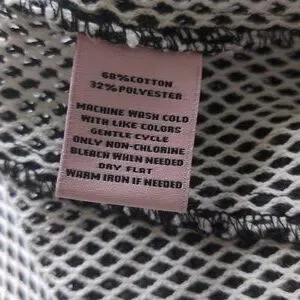 68%COTTON
32%POLYESTER
MACHINE WASH COLD
WITH LIKE COLORS
GENTLE CYCLE
ONLY NON-CHLORINE
BLEACH WHEN NEEDED
DRY FLAT
WARM IRON IF NEEDED